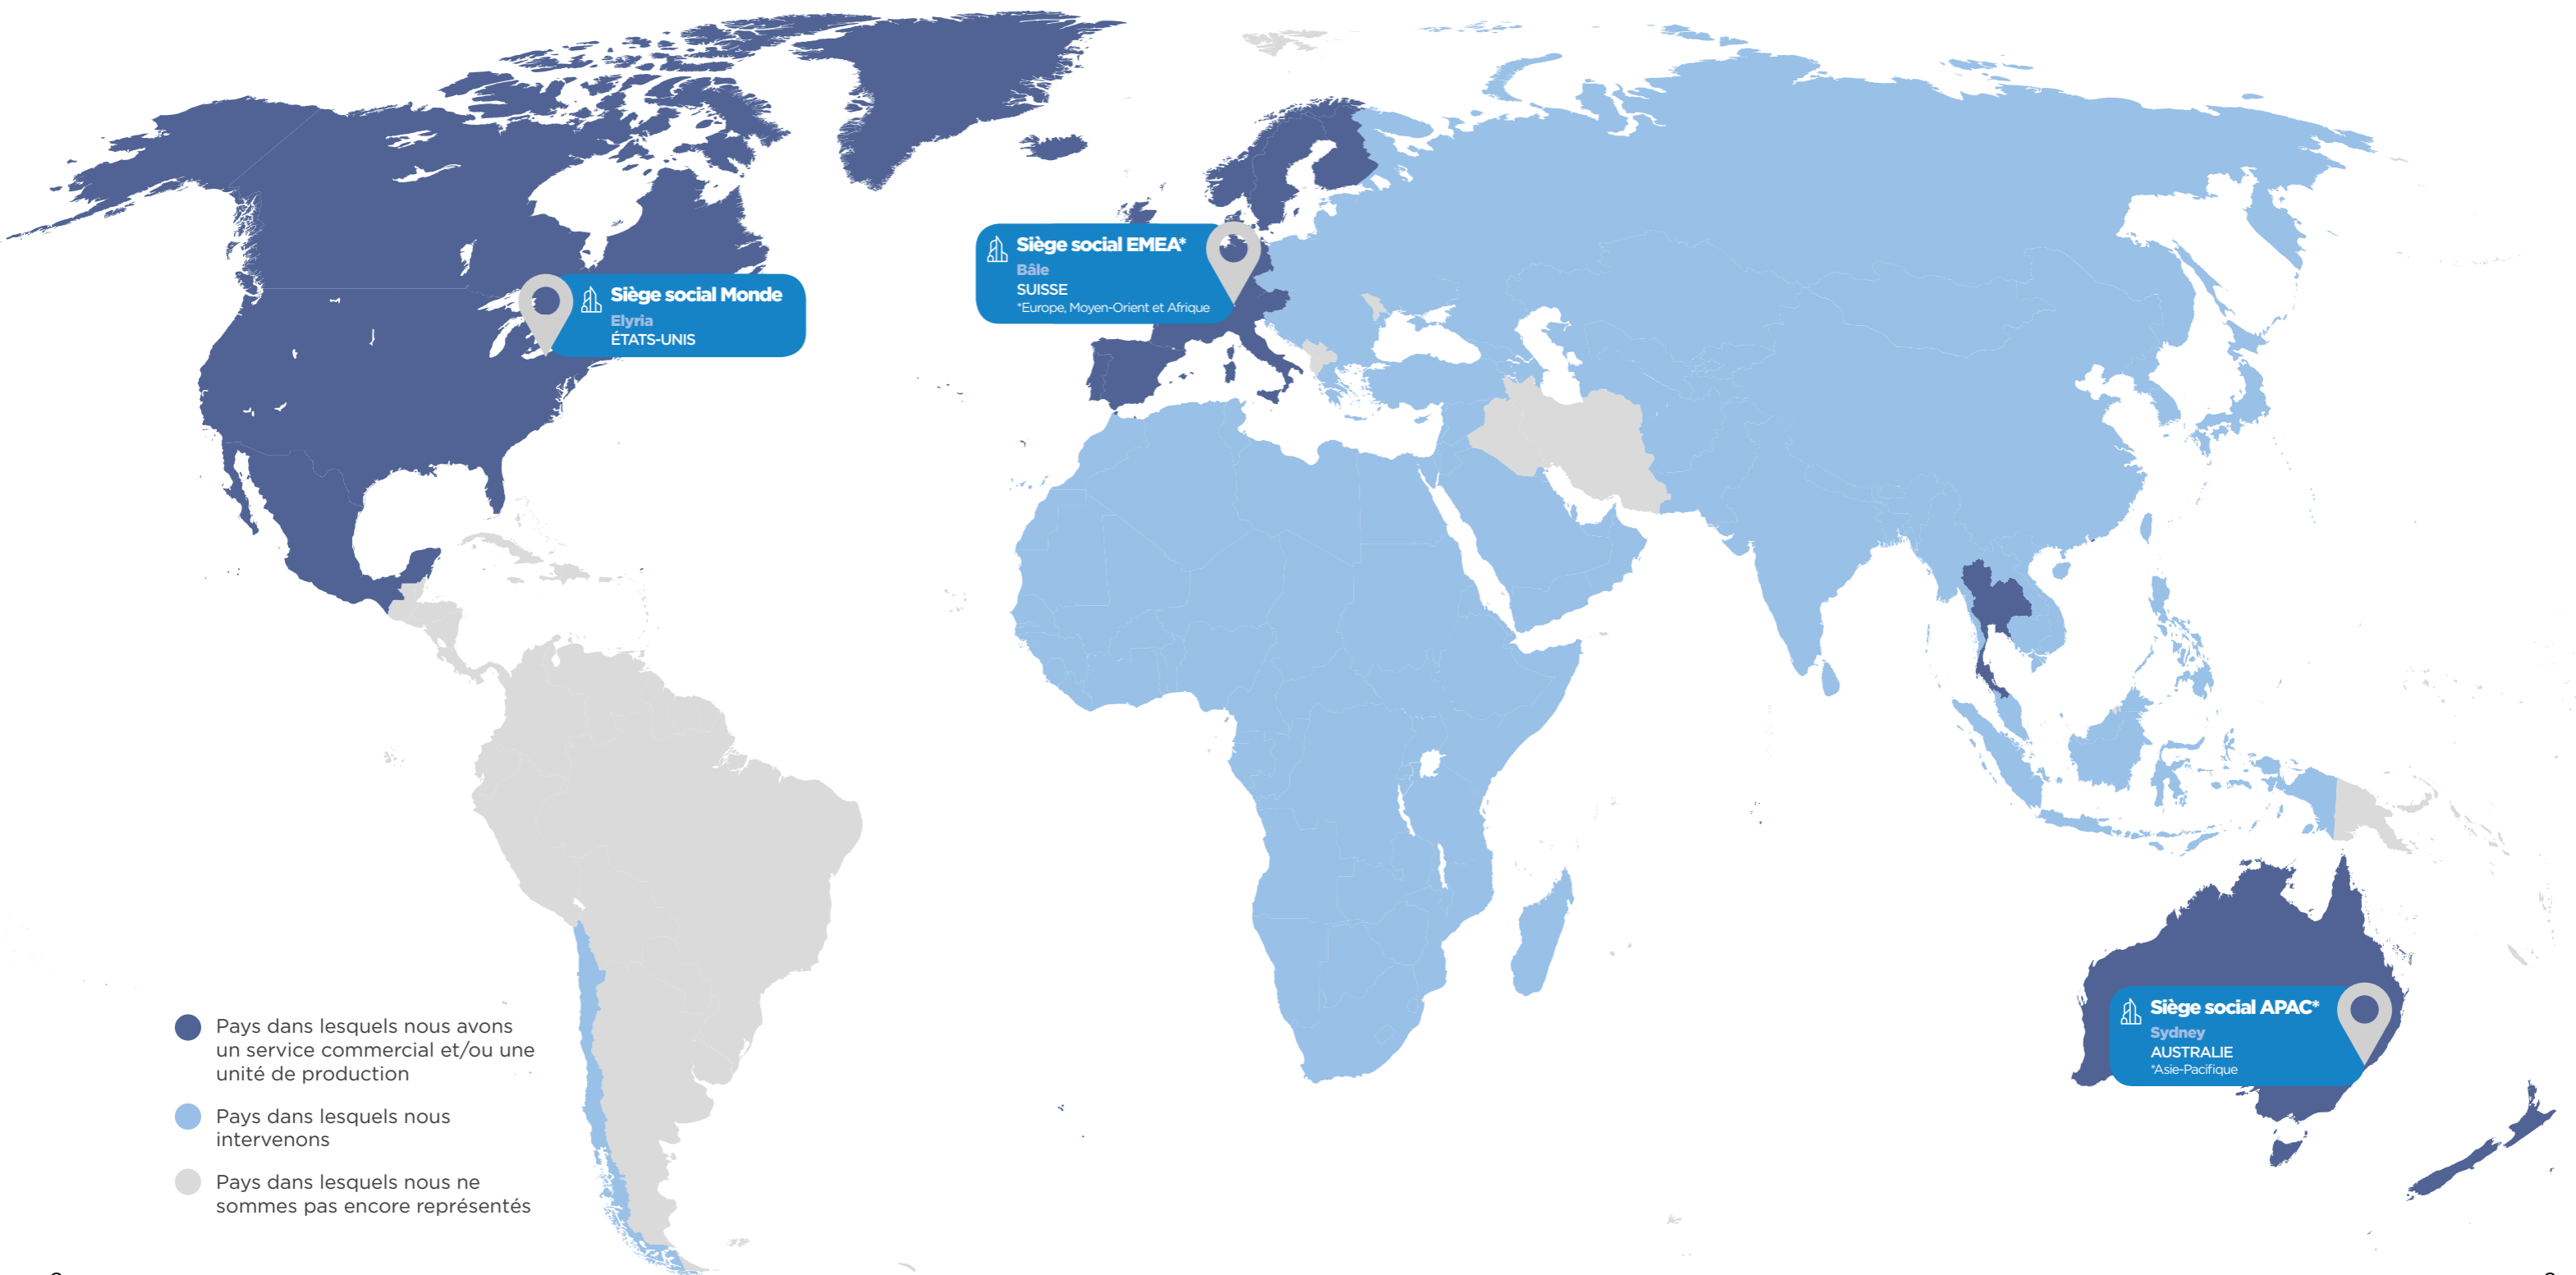 Siège social EMEA*
Bâle
SUISSE
*Europe, Moyen-Orient et Afrique
Siège social Monde
Elyria
ÉTATS-UNIS
Siège social APAC*
Sydney
AUSTRALIE
*Asie-Pacifique
Pays dans lesquels nous avons
un service commercial et/ou une
unité de production
Pays dans lesquels nous
intervenons
Pays dans lesquels nous ne
sommes pas encore représentés